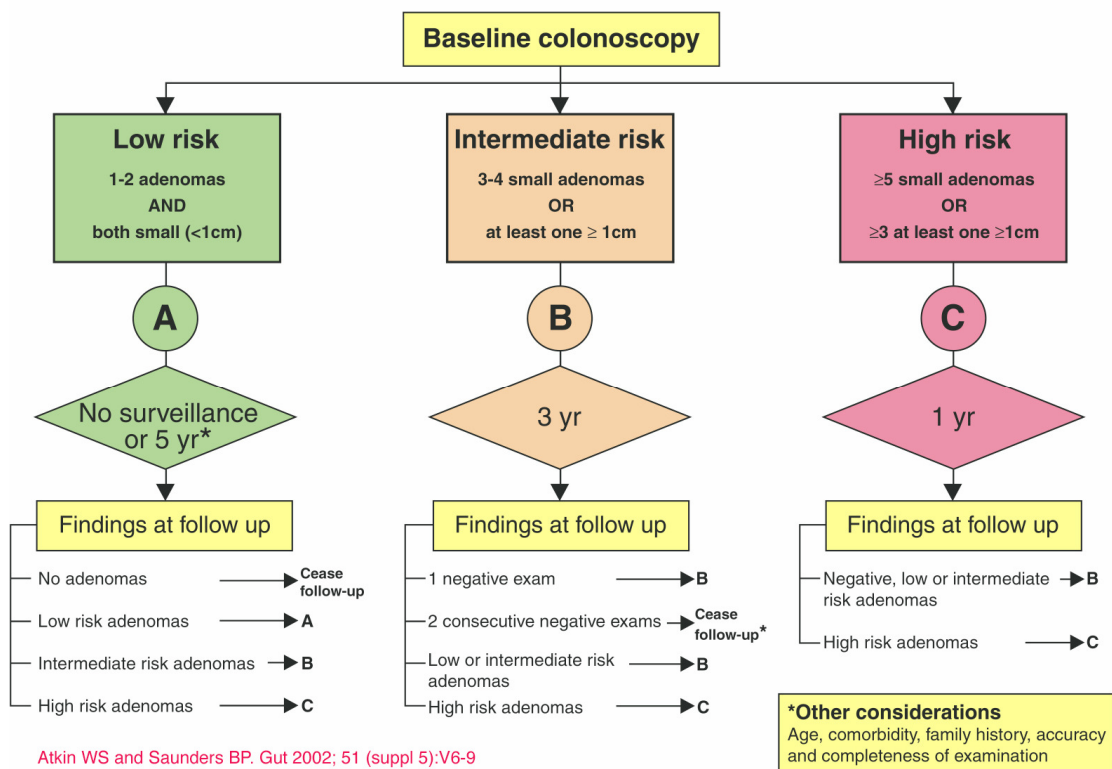 Baseline colonoscopy
Low risk
1-2 adenomas
AND
both small (<1cm)
A
No surveillance
or 5 yr*
Findings at follow up
No adenomas
Cease
follow-up
Low risk adenomas
A
Intermediate risk adenomas
B
High risk adenomas
C
Intermediate risk
3-4 small adenomas
OR
at least one ≥ 1cm
B
3 yr
Findings at follow up
1 negative exam
B
2 consecutive negative exams
Cease
follow-up*
Low or intermediate risk
adenomas
B
High risk adenomas
C
High risk
≥5 small adenomas
OR
≥3 at least one ≥1cm
C
1 yr
Findings at follow up
Negative, low or intermediate
risk adenomas
B
High risk adenomas
C
*Other considerations
Age, comorbidity, family history, accuracy
and completeness of examination
Atkin WS and Saunders BP. Gut 2002; 51 (suppl 5):V6-9